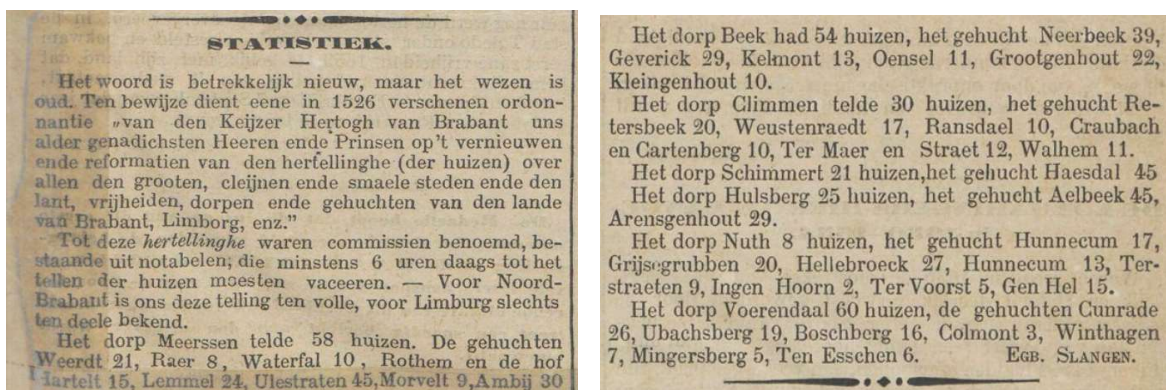 STATISTIEK.
Het woord is betrekkelijk nieuw, maar het wezen is
oud. Ten bewijze dient eene in 1526 verschenen ordon-
nantie „van den Keijzer Hertogh van Brabant uns
alder genadichsten Heeren ende Prinsen op't vernieuwen
ende reformatien van den hertellinghe (der huizen) over
allen den grooten, cleijnen ende smaele steden ende den
lant, vrijheiden, dorpen ende gehuchten van den lande
van Brabant, Limborg, enz."
Tot deze hertellinghe waren commissien benoemd, be-
staande uit notabelen, die minstens 6 uren daags tot het
tellen der huizen moesten vaceeren. — Voor Noord-
Brabant is ons deze telling ten volle, voor Limburg slechts
ten deele bekend.
Het dorp Meerssen telde 58 huizen. De gehuchten
Weerdt 21, Raer 8, Waterfal 10, Rothem en de hof
Hartelt 15, Lemmel 24, Ulestraten 45, Morvelt 9, Ambij 30
Het dorp Beek had 54 huizen, het gehucht Neerbeek 39,
Geverick 29, Kelmont 13, Oensel 11, Grootgenhout 22,
Kleingenhout 10.
Het dorp Climmen telde 30 huizen, het gehucht Re-
tersbeek 20, Weustenraedt 17, Ransdael 10, Craubach
en Cartenberg 10, Ter Maer en Straet 12, Walhem 11.
Het dorp Schimmert 21 huizen, het gehucht Haesdal 45
Het dorp Hulsberg 25 huizen, het gehucht Aelbeek 45,
Arensgenhout 29.
Het dorp Nuth 8 huizen, het gehucht Hunnecum 17,
Grijsegrubben 20, Hellebroeck 27, Hunnecum 13, Ter-
straeten 9, Ingen Hoorn 2, Ter Voorst 5, Gen Hel 15.
Het dorp Voerendaal 60 huizen, de gehuchten Cunrade
26, Ubachsberg 19, Boschberg 16, Colmont 3, Winthagen
7, Mingersberg 5, Ten Esschen 6. EGB. SLANGEN.